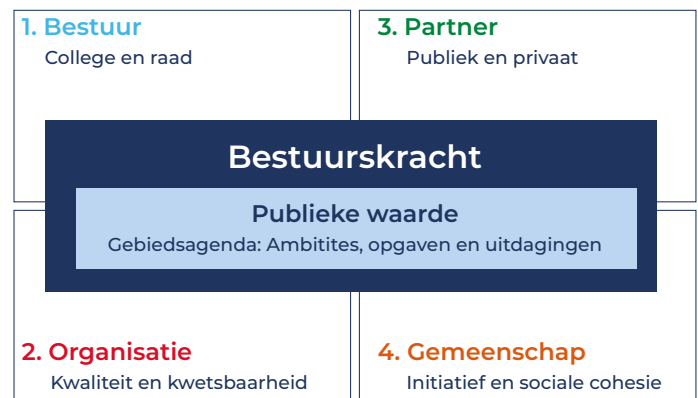 1. Bestuur
College en raad
3. Partner
Publiek en privaat
Bestuurskracht
Publieke waarde
Gebiedsagenda: Ambitites, opgaven en uitdagingen
2. Organisatie
Kwaliteit en kwetsbaarheid
4. Gemeenschap
Initiatief en sociale cohesie